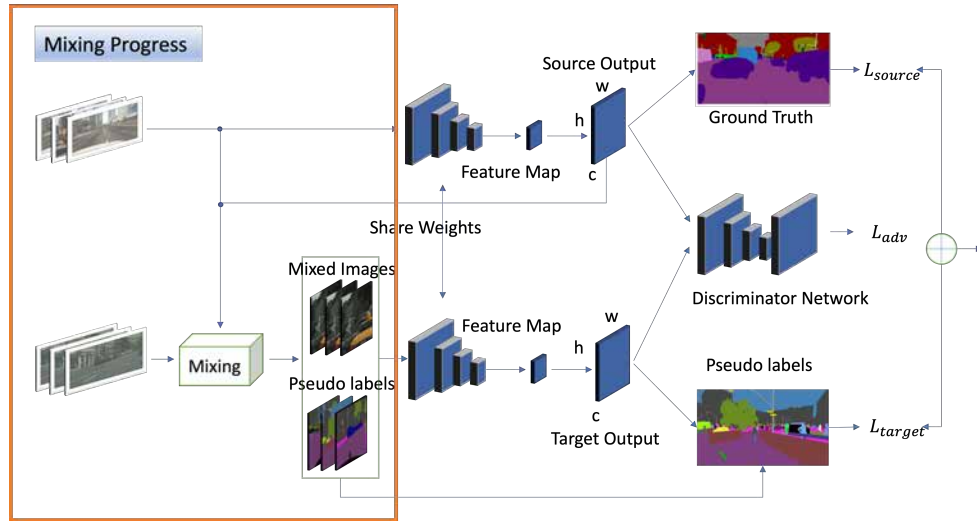 Mixing Progress
Source Output
w
h
c
Feature Map
Ground Truth
L_source
Share Weights
L_adv
Discriminator Network
Mixed Images
Mixing
Pseudo labels
Feature Map
w
h
c
Target Output
Pseudo labels
L_target